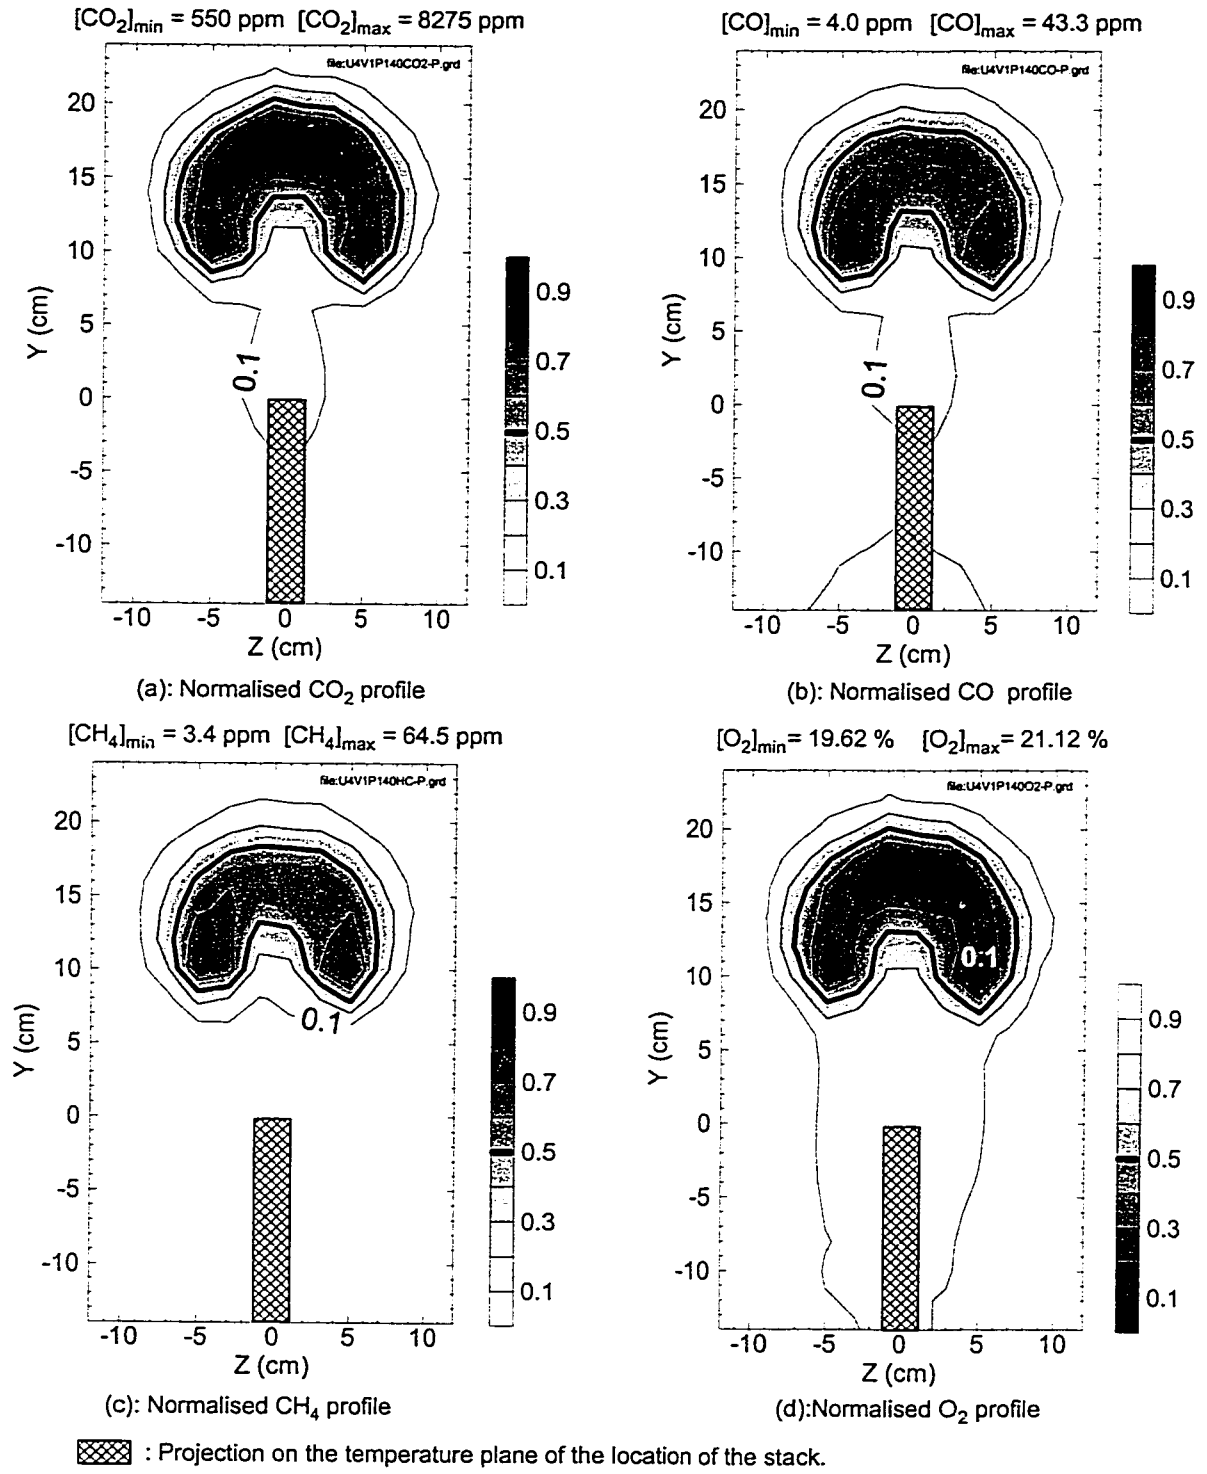 [CO₂]min = 550 ppm [CO₂]max = 8275 ppm
file:U4V1P140CO2-P.grd
20
15
10
5
0
-5
-10
Y (cm)
0.1
0.9
0.7
0.5
0.3
0.1
-10 -5 0 5 10
Z (cm)
(a): Normalised CO₂ profile
[CO]min = 4.0 ppm [CO]max = 43.3 ppm
file:U4V1P140CO-P.grd
20
15
10
5
0
-5
-10
Y (cm)
0.1
0.9
0.7
0.5
0.3
0.1
-10 -5 0 5 10
Z (cm)
(b): Normalised CO profile
[CH₄]min = 3.4 ppm [CH₄]max = 64.5 ppm
file:U4V1P140HC-P.grd
20
15
10
5
0
-5
-10
Y (cm)
0.1
0.9
0.7
0.5
0.3
0.1
-10 -5 0 5 10
Z (cm)
(c): Normalised CH₄ profile
[O₂]min= 19.62 % [O₂]max= 21.12 %
file:U4V1P140O2-P.grd
20
15
10
5
0
-5
-10
Y (cm)
0.1
0.9
0.7
0.5
0.3
0.1
-10 -5 0 5 10
Z (cm)
(d):Normalised O₂ profile
: Projection on the temperature plane of the location of the stack.